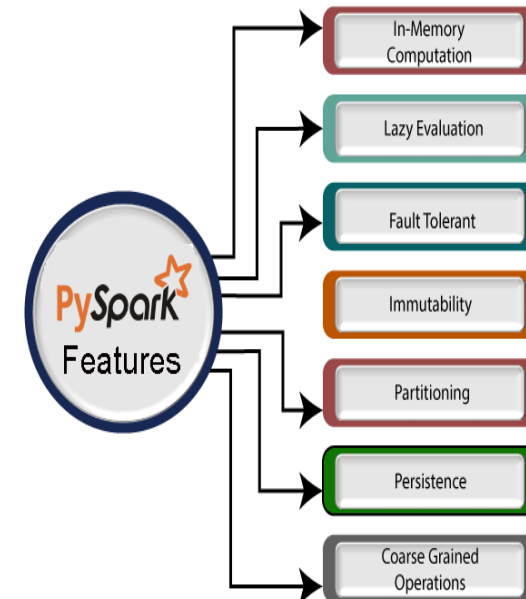 In-Memory
Computation
Lazy Evaluation
Fault Tolerant
PySpark
Features
Immutability
Partitioning
Persistence
Coarse Grained
Operations